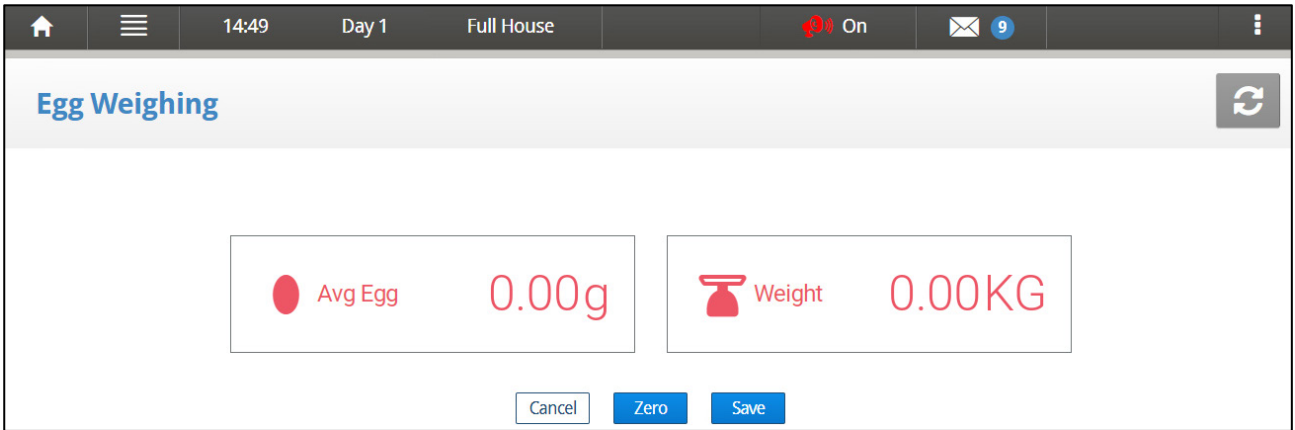 14:49 Day 1 Full House On 9
Egg Weighing
Avg Egg 0.00g Weight 0.00KG
Cancel Zero Save